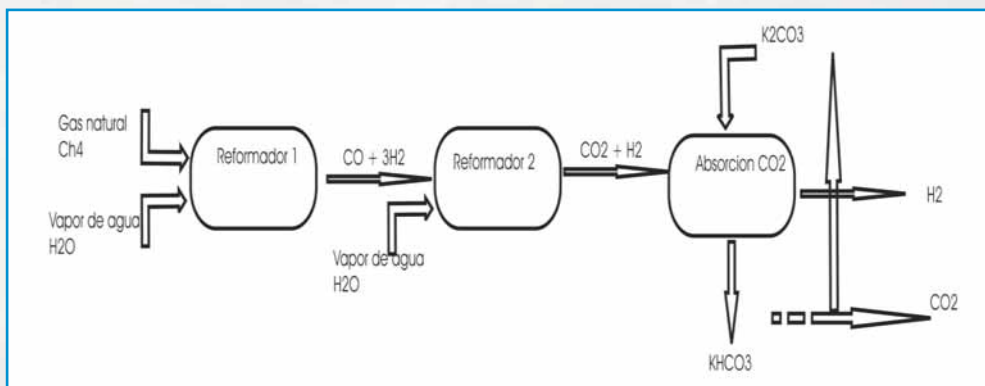 K2CO3
Gas natural
Ch4
Reformador 1
CO + 3H2
Reformador 2
CO2 + H2
Absorcion CO2
H2
Vapor de agua
H2O
Vapor de agua
H2O
CO2
KHCO3